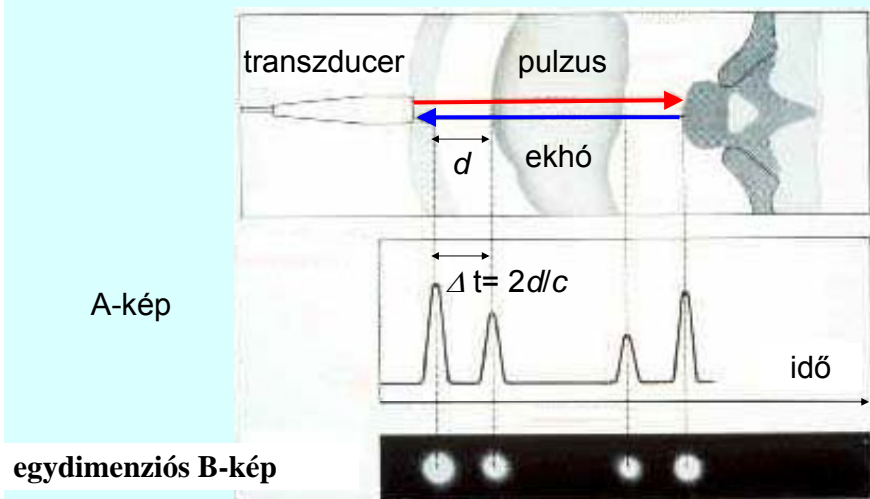 transzducer
pulzus
ekhó
d
Δ t= 2d/c
A-kép
idő
egydimenziós B-kép